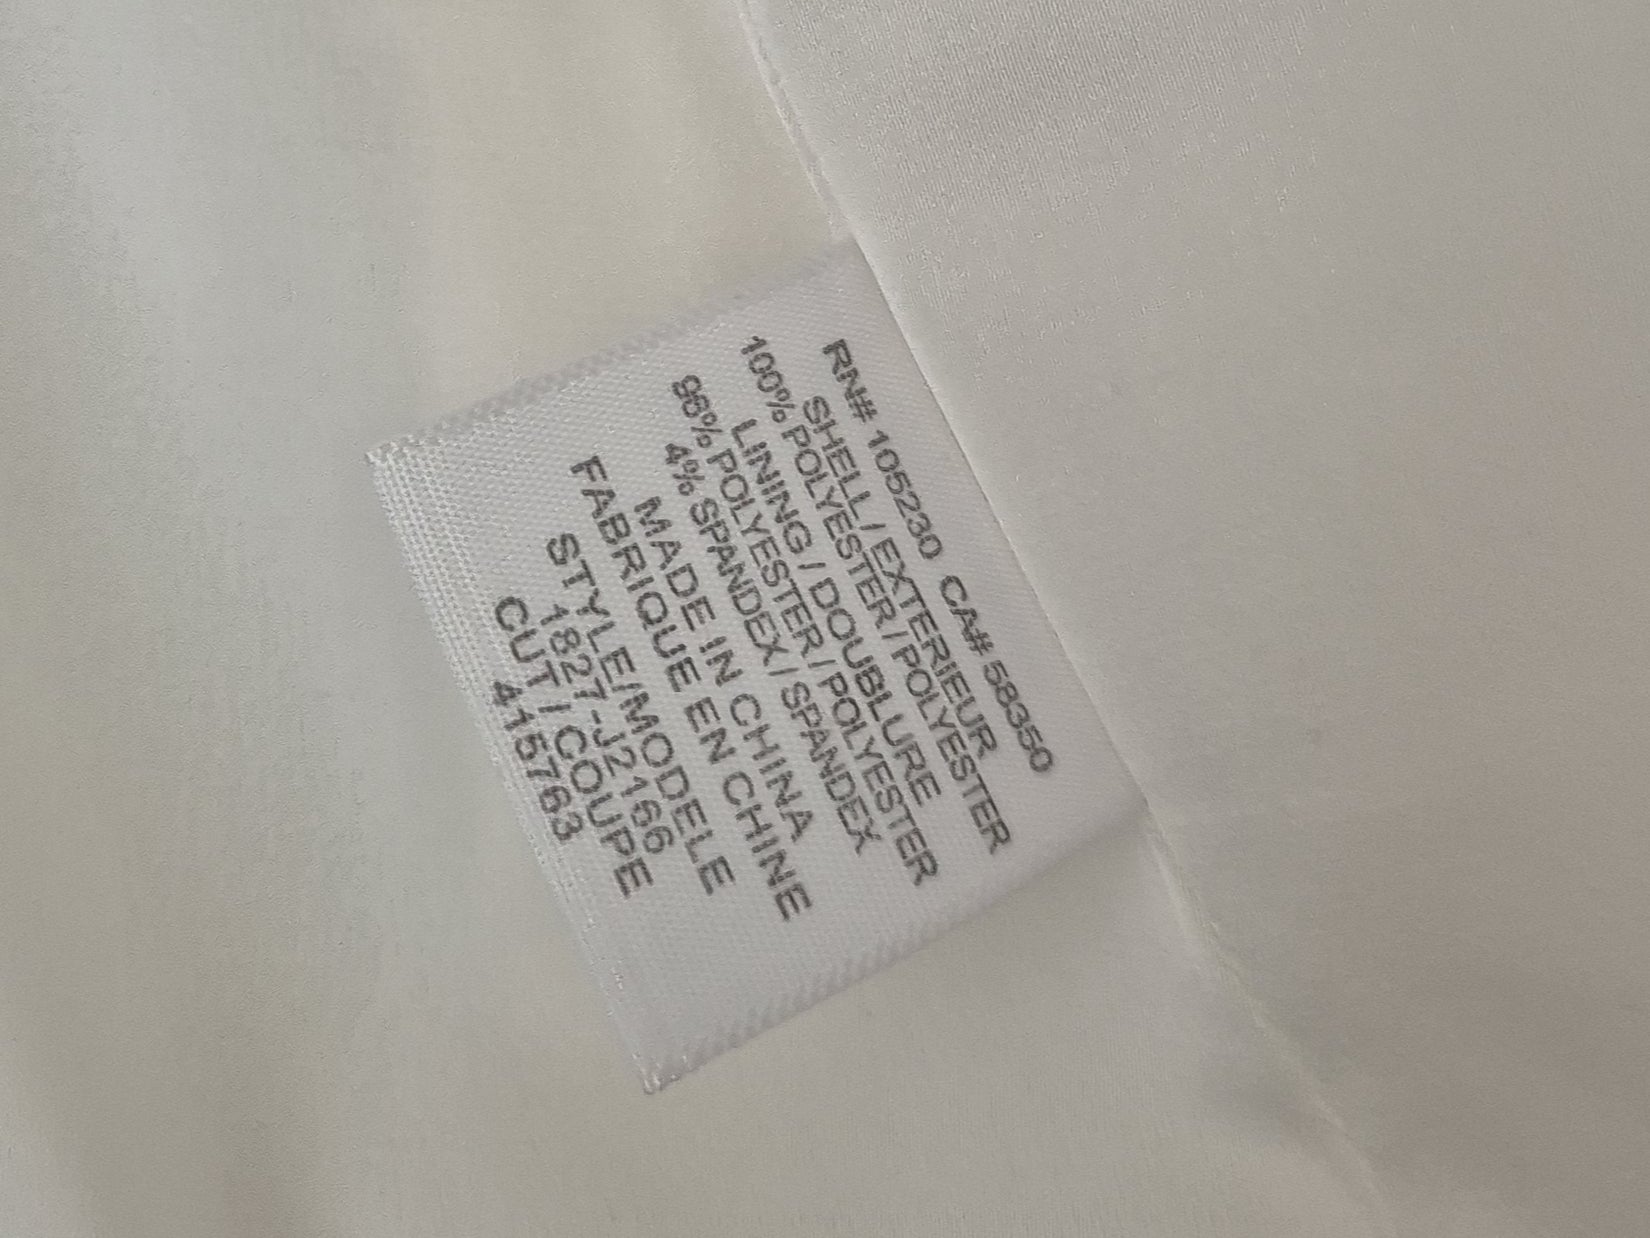 RN# 105230 CA# 58350
SHELL / EXTERIEUR
100% POLYESTER / POLYESTER
LINING / DOUBLURE
96% POLYESTER / POLYESTER
4% SPANDEX / SPANDEX
MADE IN CHINA
FABRIQUE EN CHINE
STYLE/MODELE
1827-J2166
CUT / COUPE
415763